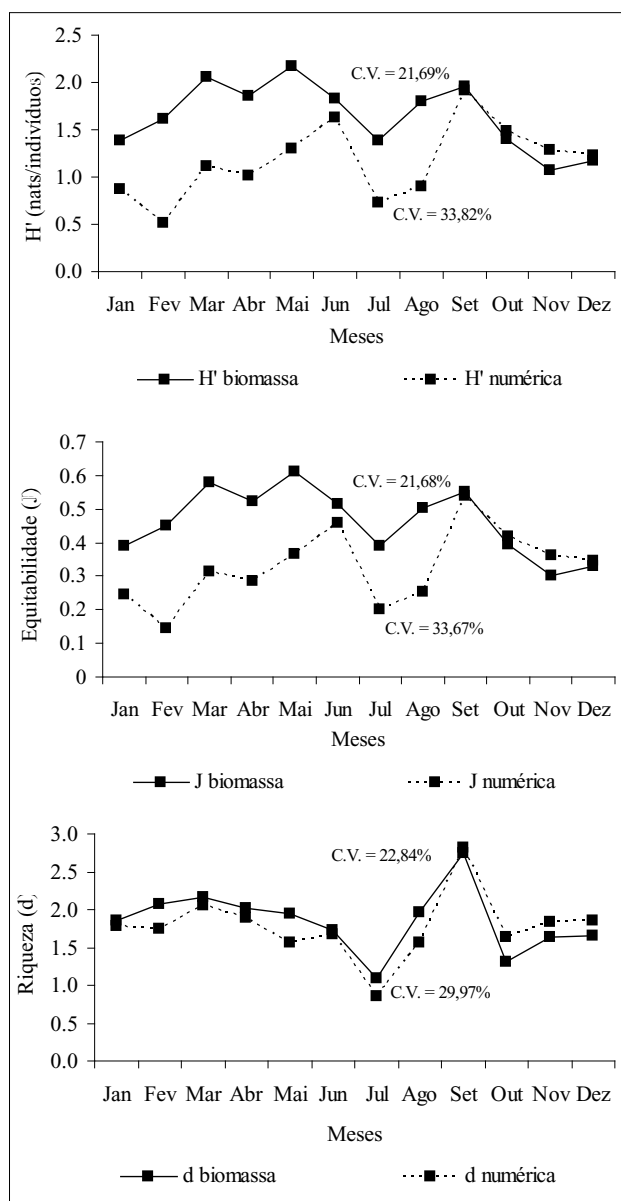 2.5
2.0
1.5
1.0
0.5
0.0
H' (nats/indivíduos)
C.V. = 21,69%
C.V. = 33,82%
Jan Fev Mar Abr Mai Jun Jul Ago Set Out Nov Dez
Meses
H' biomassa H' numérica
0.7
0.6
0.5
0.4
0.3
0.2
0.1
0
Equitabilidade (J)
C.V. = 21,68%
C.V. = 33,67%
Jan Fev Mar Abr Mai Jun Jul Ago Set Out Nov Dez
Meses
J biomassa J numérica
3.0
2.5
2.0
1.5
1.0
0.5
0.0
Riqueza (d)
C.V. = 22,84%
C.V. = 29,97%
Jan Fev Mar Abr Mai Jun Jul Ago Set Out Nov Dez
Meses
d biomassa d numérica